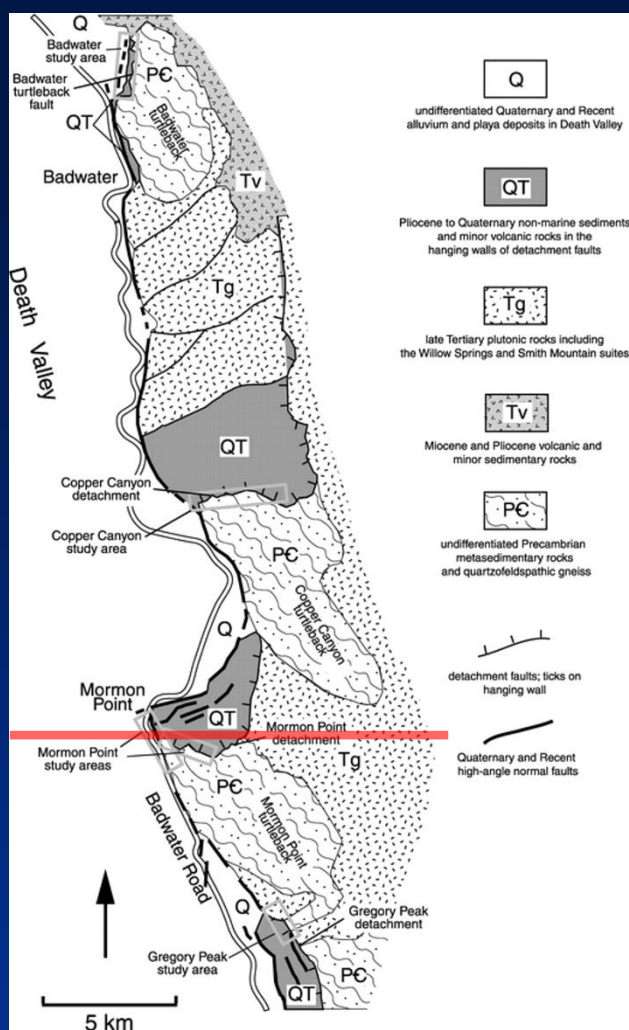 Q
Badwater
study area
Badwater
turtleback
fault
PЄ
Badwater
turtleback
QT
Badwater
Tv
Death Valley
Tg
QT
Copper Canyon
detachment
Copper Canyon
study area
PЄ
Copper Canyon
turtleback
Q
Mormon
Point
QT
Mormon Point
detachment
Mormon Point
study areas
Tg
PЄ
Mormon Point
turtleback
Badwater Road
Q
Gregory Peak
detachment
Gregory Peak
study area
PЄ
QT
5 km
Q
undifferentiated Quaternary and Recent
alluvium and playa deposits in Death Valley
QT
Pliocene to Quaternary non-marine sediments
and minor volcanic rocks in the
hanging walls of detachment faults
Tg
late Tertiary plutonic rocks including
the Willow Springs and Smith Mountain suites
Tv
Miocene and Pliocene volcanic and
minor sedimentary rocks
PЄ
undifferentiated Precambrian
metasedimentary rocks
and quartzofeldspathic gneiss
detachment faults; ticks on
hanging wall
Quaternary and Recent
high-angle normal faults